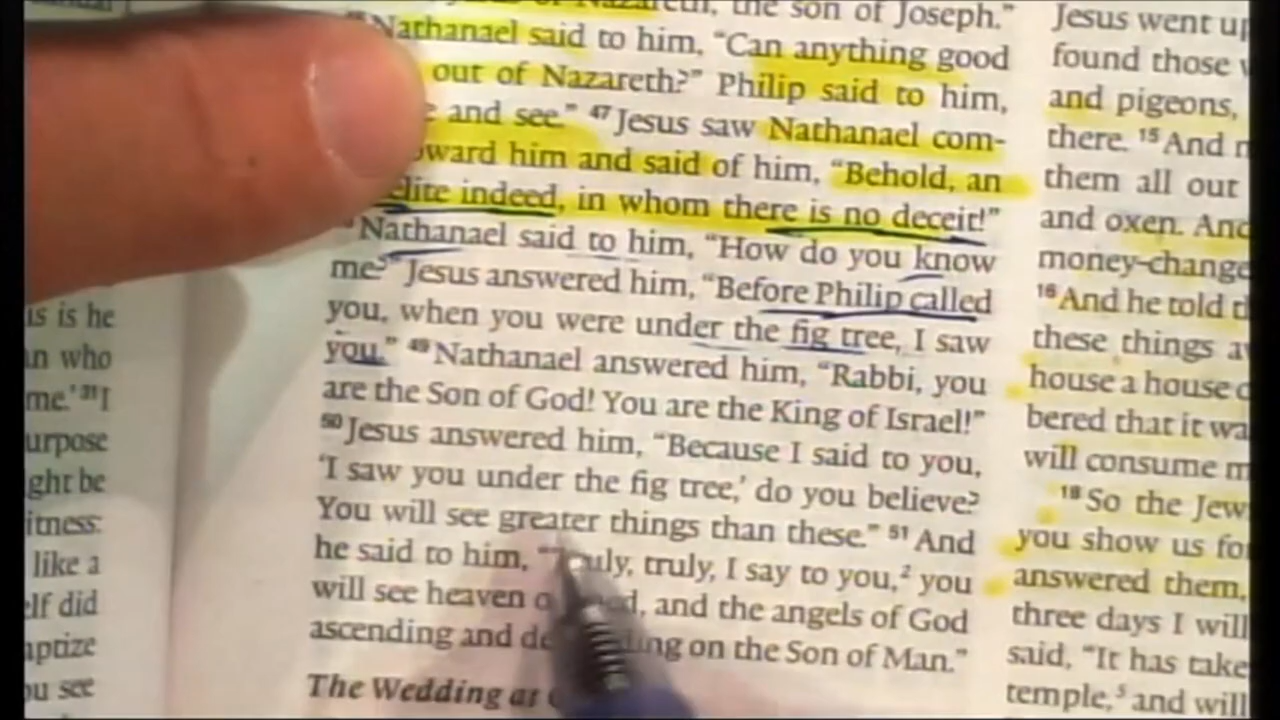 Nazareth, the son of Joseph."
Nathanael said to him, "Can anything good
out of Nazareth?" Philip said to him,
and see." 47 Jesus saw Nathanael com-
oward him and said of him, "Behold, an
elite indeed, in whom there is no deceit!"
Nathanael said to him, "How do you know
me?" Jesus answered him, "Before Philip called
you, when you were under the fig tree, I saw
you." 49 Nathanael answered him, "Rabbi, you
are the Son of God! You are the King of Israel!"
50 Jesus answered him, "Because I said to you,
'I saw you under the fig tree,' do you believe?
You will see greater things than these." 51 And
he said to him, "Truly, truly, I say to you,2 you
will see heaven o d, and the angels of God
ascending and de ding on the Son of Man."
The Wedding at
is is he
n who
me.' 31 I
urpose
ght be
itness:
like a
elf did
aptize
ou see
Jesus went up
found those
and pigeons,
there. 15 And
them all out
and oxen. And
money-change
16 And he told
these things a
house a house
bered that it wa
will consume m
18 So the Jew
you show us fo
answered them,
three days I will
said, "It has take
temple,5 and will